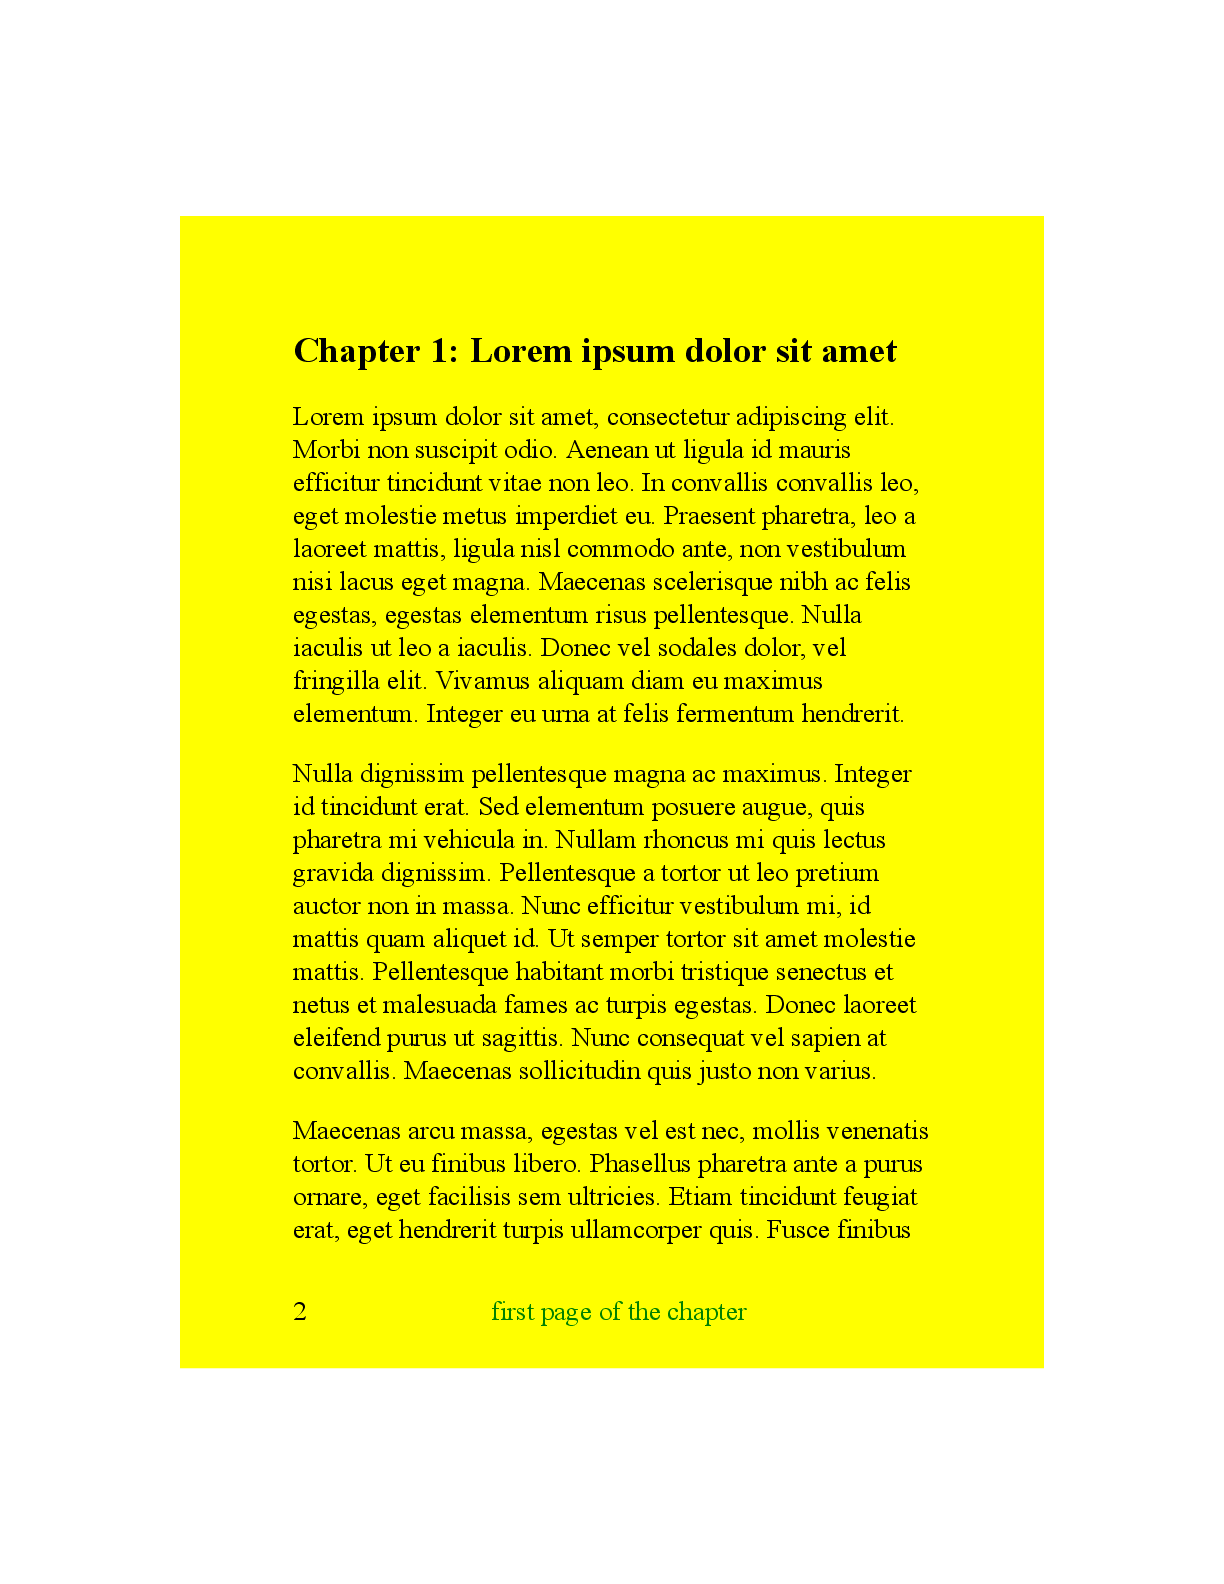 Chapter 1: Lorem ipsum dolor sit amet
Lorem ipsum dolor sit amet, consectetur adipiscing elit.
Morbi non suscipit odio. Aenean ut ligula id mauris
efficitur tincidunt vitae non leo. In convallis convallis leo,
eget molestie metus imperdiet eu. Praesent pharetra, leo a
laoreet mattis, ligula nisl commodo ante, non vestibulum
nisi lacus eget magna. Maecenas scelerisque nibh ac felis
egestas, egestas elementum risus pellentesque. Nulla
iaculis ut leo a iaculis. Donec vel sodales dolor, vel
fringilla elit. Vivamus aliquam diam eu maximus
elementum. Integer eu urna at felis fermentum hendrerit.
Nulla dignissim pellentesque magna ac maximus. Integer
id tincidunt erat. Sed elementum posuere augue, quis
pharetra mi vehicula in. Nullam rhoncus mi quis lectus
gravida dignissim. Pellentesque a tortor ut leo pretium
auctor non in massa. Nunc efficitur vestibulum mi, id
mattis quam aliquet id. Ut semper tortor sit amet molestie
mattis. Pellentesque habitant morbi tristique senectus et
netus et malesuada fames ac turpis egestas. Donec laoreet
eleifend purus ut sagittis. Nunc consequat vel sapien at
convallis. Maecenas sollicitudin quis justo non varius.
Maecenas arcu massa, egestas vel est nec, mollis venenatis
tortor. Ut eu finibus libero. Phasellus pharetra ante a purus
ornare, eget facilisis sem ultricies. Etiam tincidunt feugiat
erat, eget hendrerit turpis ullamcorper quis. Fusce finibus
2 first page of the chapter